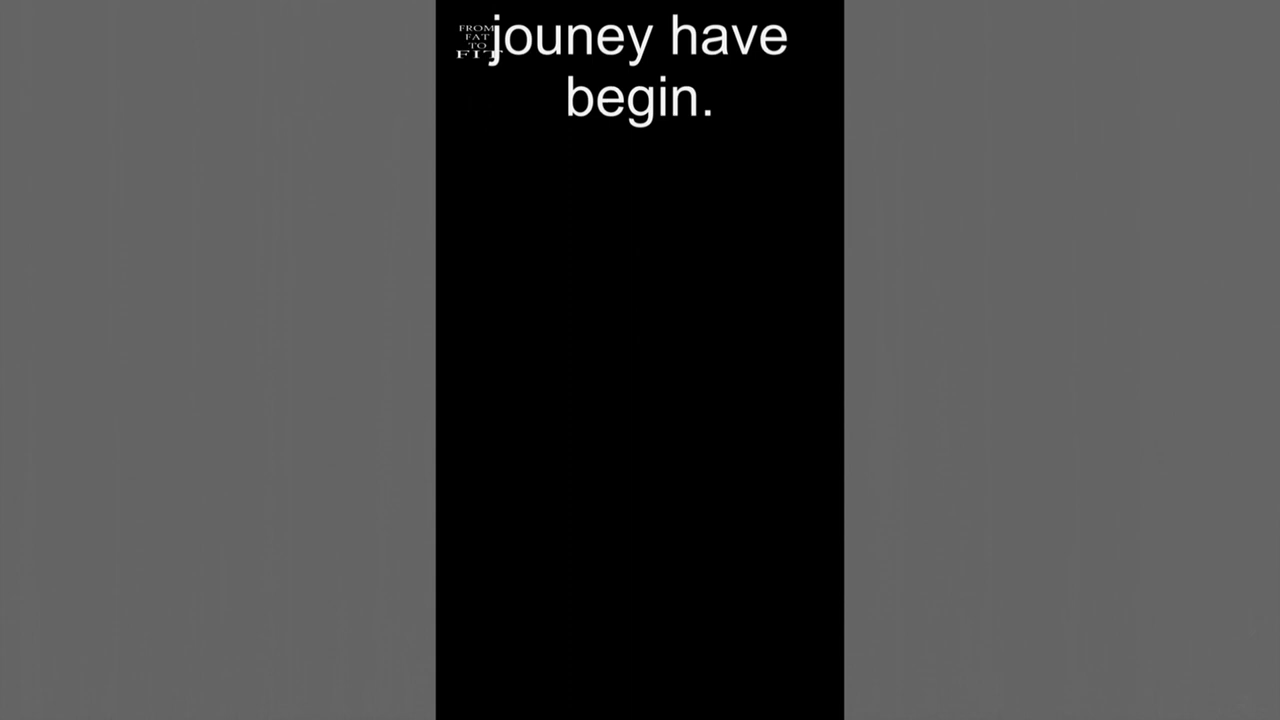 FROM
FAT
TO
FIT
jouney have
begin.